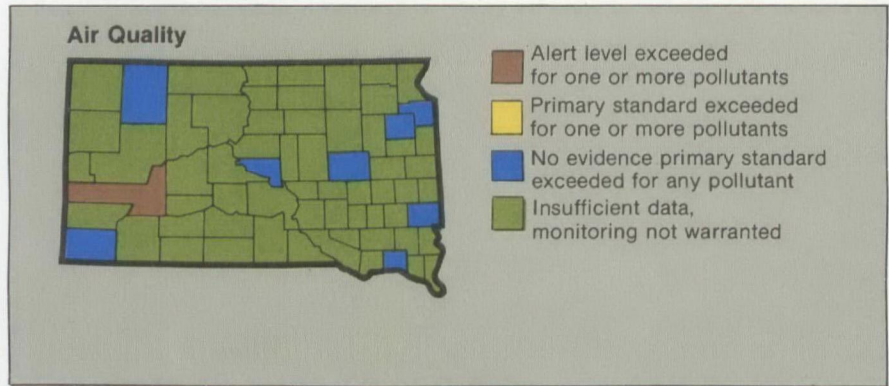 Air Quality
Alert level exceeded
for one or more pollutants
Primary standard exceeded
for one or more pollutants
No evidence primary standard
exceeded for any pollutant
Insufficient data,
monitoring not warranted